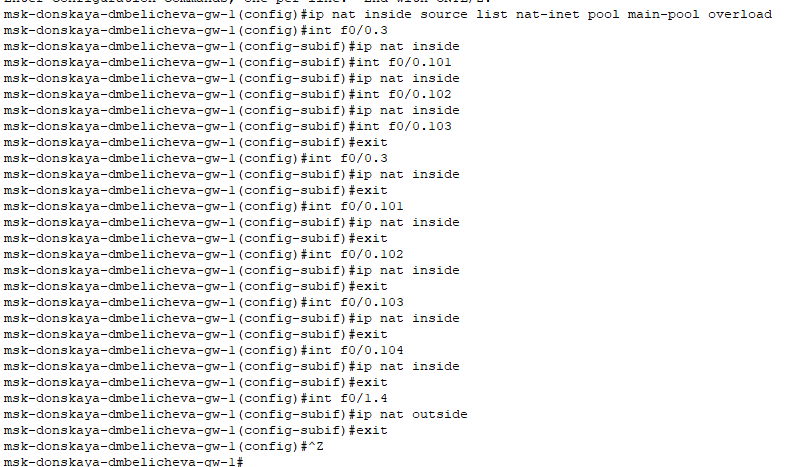 Enter configuration commands, one per line.  End with CNTL/Z.
msk-donskaya-dmbelicheva-gw-1(config)#ip nat inside source list nat-inet pool main-pool overload
msk-donskaya-dmbelicheva-gw-1(config)#int f0/0.3
msk-donskaya-dmbelicheva-gw-1(config-subif)#ip nat inside
msk-donskaya-dmbelicheva-gw-1(config-subif)#int f0/0.101
msk-donskaya-dmbelicheva-gw-1(config-subif)#ip nat inside
msk-donskaya-dmbelicheva-gw-1(config-subif)#int f0/0.102
msk-donskaya-dmbelicheva-gw-1(config-subif)#ip nat inside
msk-donskaya-dmbelicheva-gw-1(config-subif)#int f0/0.103
msk-donskaya-dmbelicheva-gw-1(config-subif)#exit
msk-donskaya-dmbelicheva-gw-1(config)#int f0/0.3
msk-donskaya-dmbelicheva-gw-1(config-subif)#ip nat inside
msk-donskaya-dmbelicheva-gw-1(config-subif)#exit
msk-donskaya-dmbelicheva-gw-1(config)#int f0/0.101
msk-donskaya-dmbelicheva-gw-1(config-subif)#ip nat inside
msk-donskaya-dmbelicheva-gw-1(config-subif)#exit
msk-donskaya-dmbelicheva-gw-1(config)#int f0/0.102
msk-donskaya-dmbelicheva-gw-1(config-subif)#ip nat inside
msk-donskaya-dmbelicheva-gw-1(config-subif)#exit
msk-donskaya-dmbelicheva-gw-1(config)#int f0/0.103
msk-donskaya-dmbelicheva-gw-1(config-subif)#ip nat inside
msk-donskaya-dmbelicheva-gw-1(config-subif)#exit
msk-donskaya-dmbelicheva-gw-1(config)#int f0/0.104
msk-donskaya-dmbelicheva-gw-1(config-subif)#ip nat inside
msk-donskaya-dmbelicheva-gw-1(config-subif)#exit
msk-donskaya-dmbelicheva-gw-1(config)#int f0/1.4
msk-donskaya-dmbelicheva-gw-1(config-subif)#ip nat outside
msk-donskaya-dmbelicheva-gw-1(config-subif)#exit
msk-donskaya-dmbelicheva-gw-1(config)#^Z
msk-donskaya-dmbelicheva-gw-1#